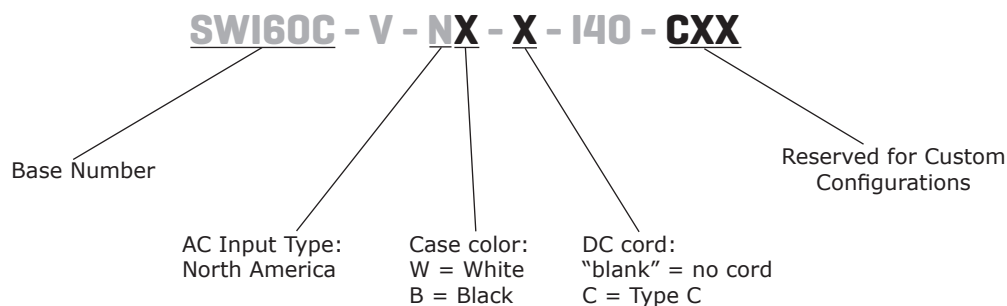 SWI60C - V - NX - X - I40 - CXX
Base Number
Reserved for Custom
Configurations
AC Input Type:
North America
Case color:
W = White
B = Black
DC cord:
“blank” = no cord
C = Type C